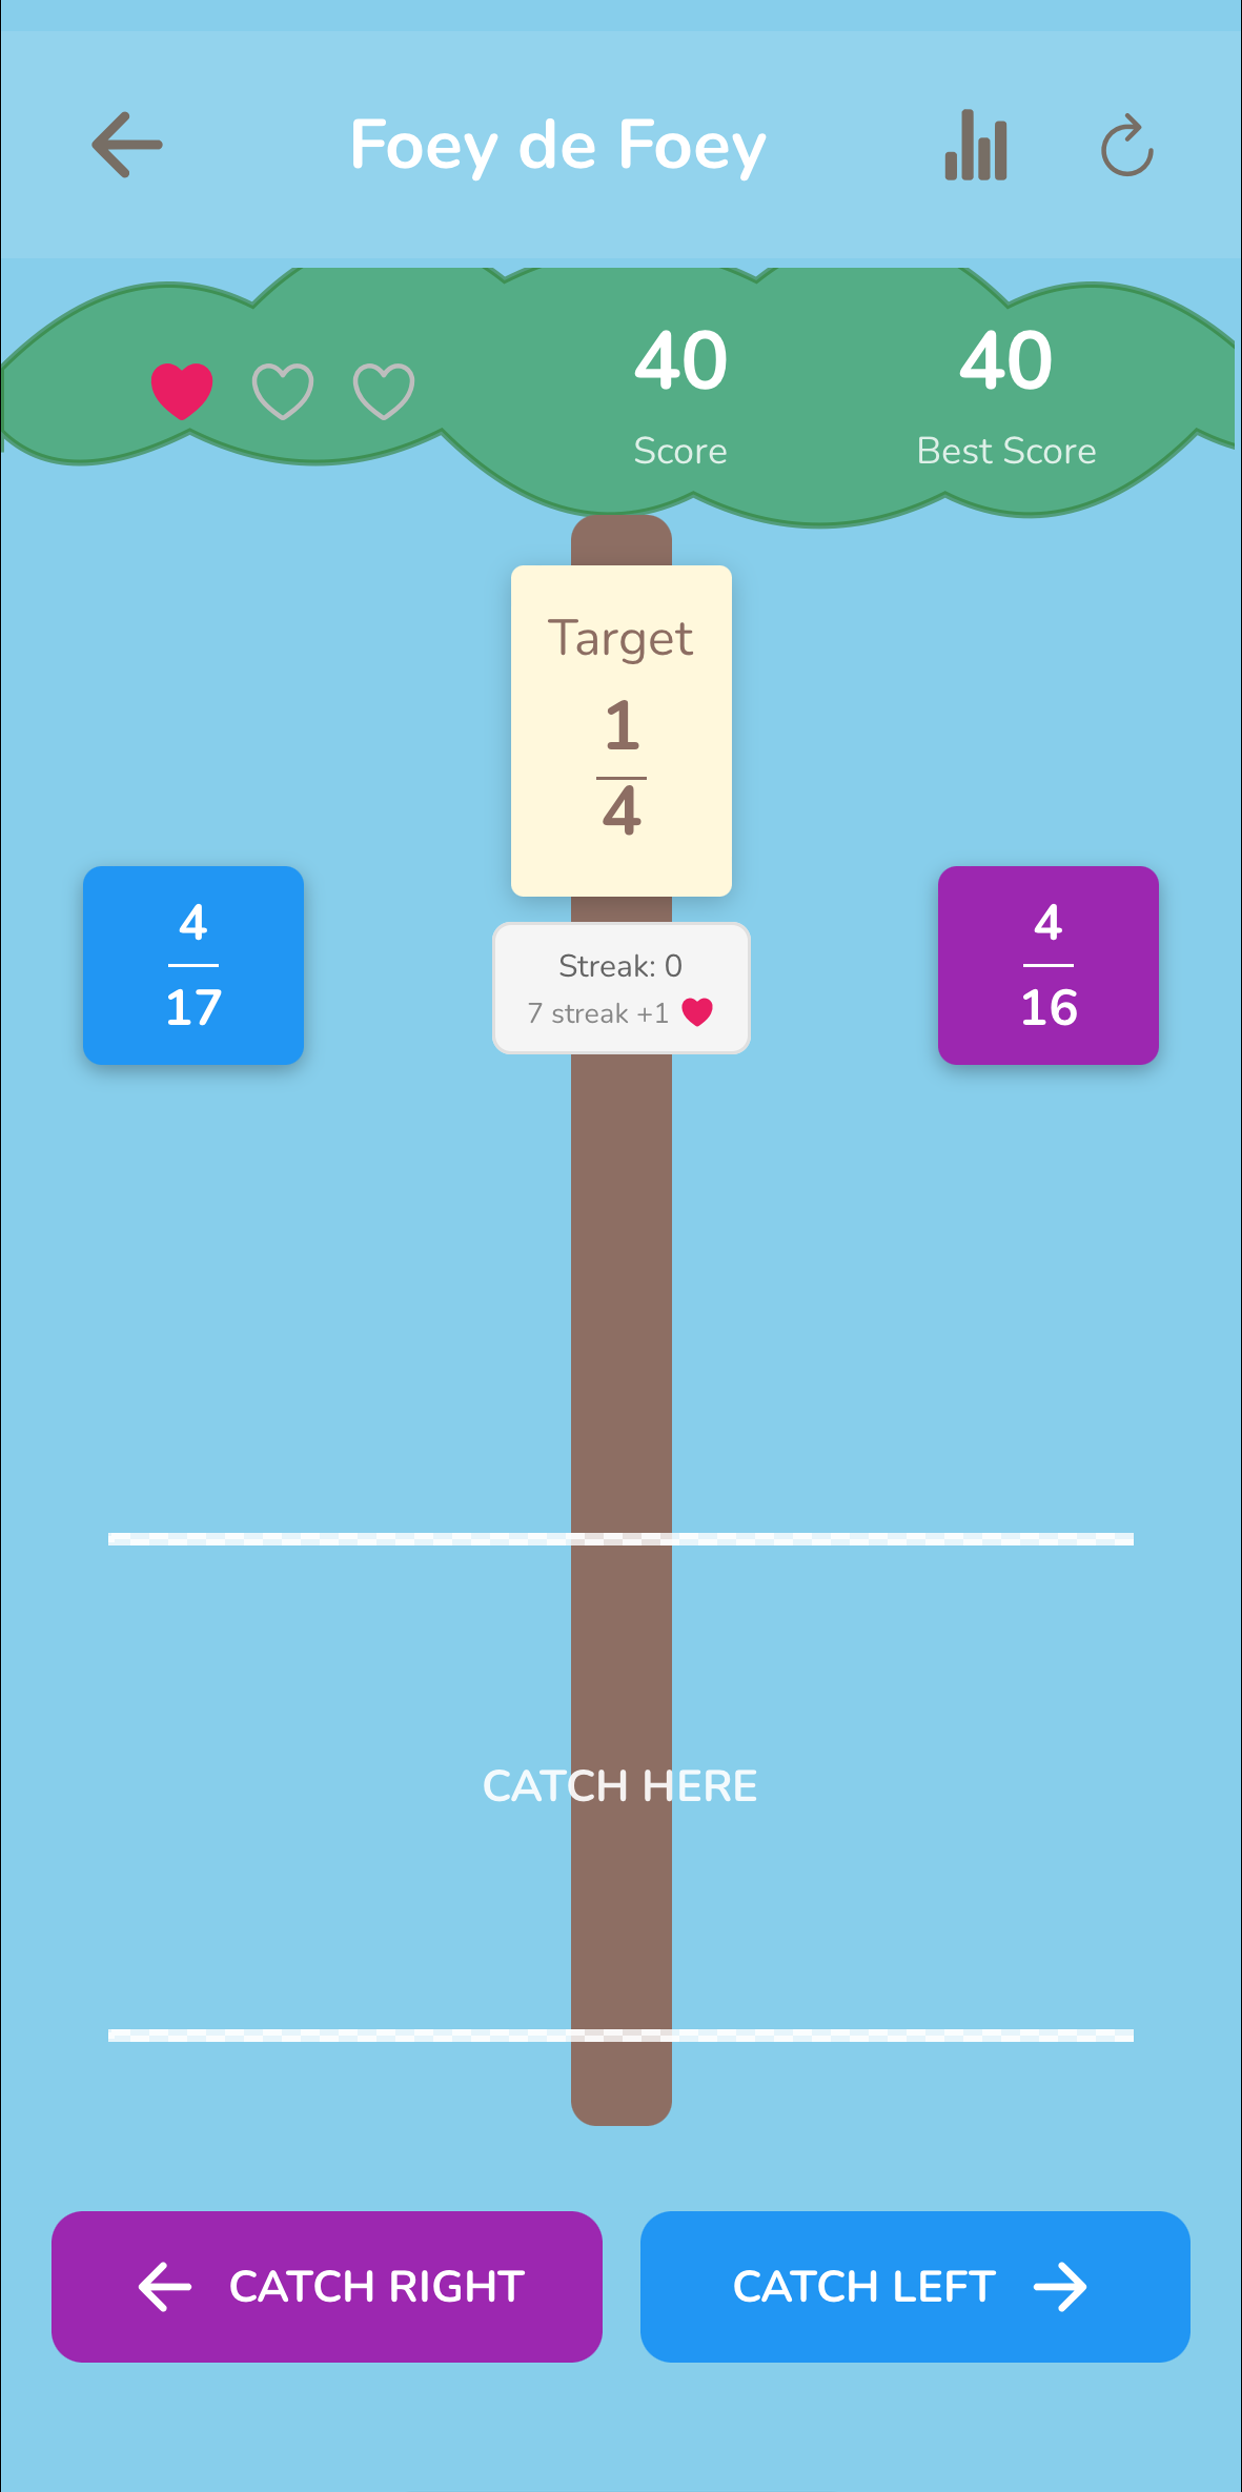 Foey de Foey
40
Score
40
Best Score
Target
1
4
4
17
Streak: 0
7 streak +1
4
16
CATCH HERE
CATCH RIGHT
CATCH LEFT